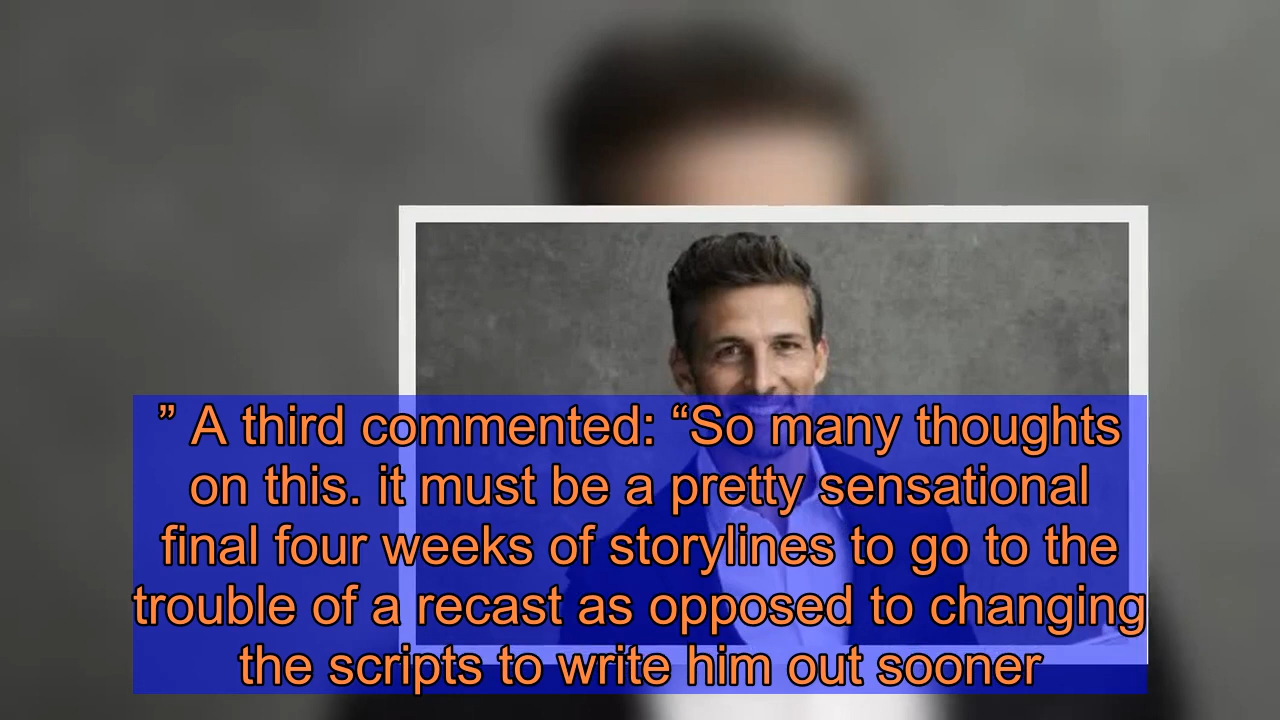 ” A third commented: “So many thoughts
on this. it must be a pretty sensational
final four weeks of storylines to go to the
trouble of a recast as opposed to changing
the scripts to write him out sooner